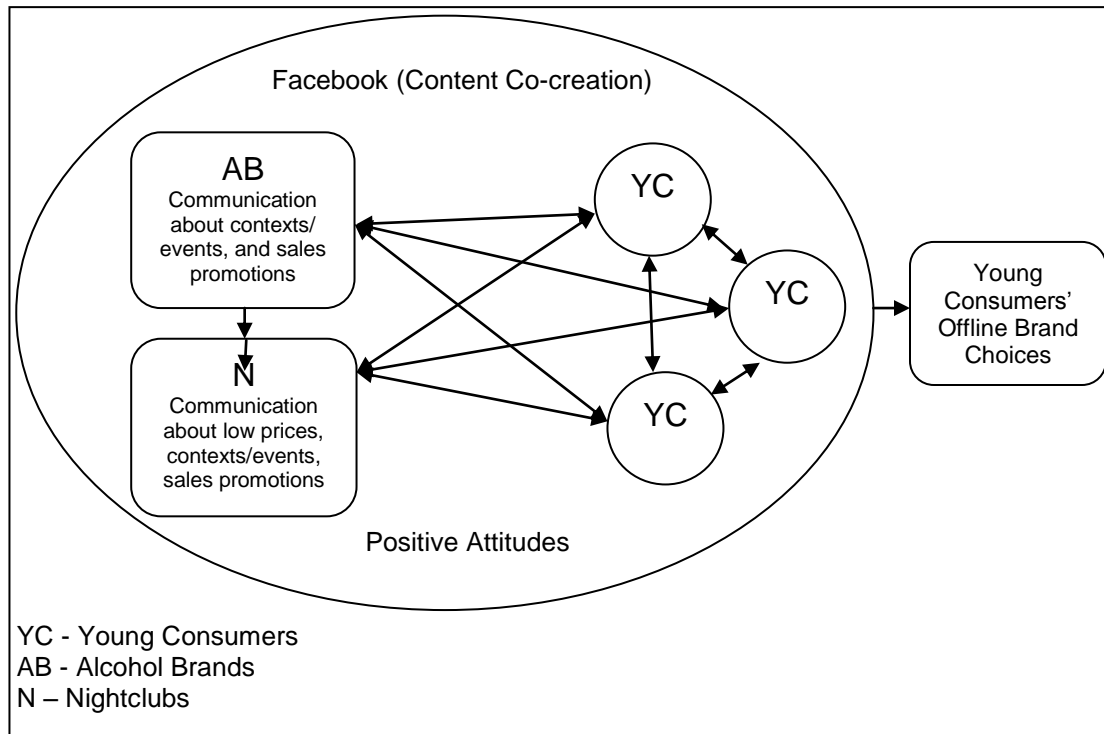 Facebook (Content Co-creation)
AB
Communication
about contexts/
events, and sales
promotions
N
Communication
about low prices,
contexts/events,
sales promotions
YC
YC
YC
Positive Attitudes
Young
Consumers’
Offline Brand
Choices
YC - Young Consumers
AB - Alcohol Brands
N – Nightclubs